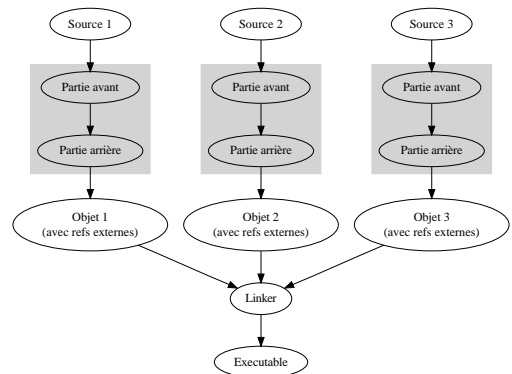 Source 1
Source 2
Source 3
Partie avant
Partie avant
Partie avant
Partie arrière
Partie arrière
Partie arrière
Objet 1
(avec refs externes)
Objet 2
(avec refs externes)
Objet 3
(avec refs externes)
Linker
Executable